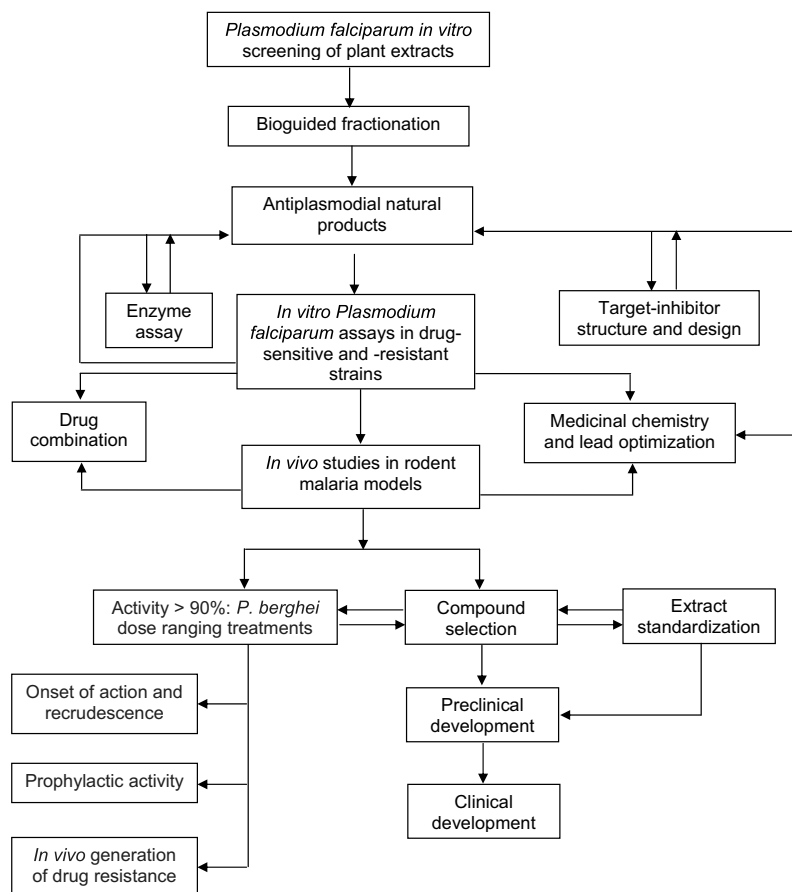 Plasmodium falciparum in vitro
screening of plant extracts
Bioguided fractionation
Antiplasmodial natural
products
Enzyme
assay
In vitro Plasmodium
falciparum assays in drug-
sensitive and -resistant
strains
Target-inhibitor
structure and design
Drug
combination
Medicinal chemistry
and lead optimization
In vivo studies in rodent
malaria models
Activity > 90%: P. berghei
dose ranging treatments
Compound
selection
Extract
standardization
Onset of action and
recrudescence
Preclinical
development
Prophylactic activity
Clinical
development
In vivo generation
of drug resistance